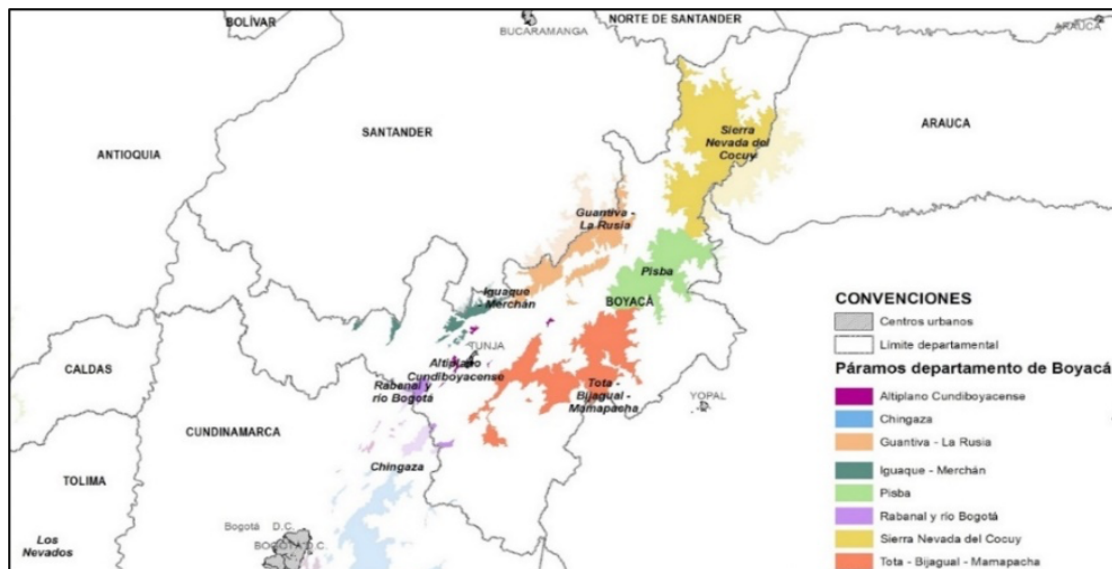 BOLÍVAR
BUCARAMANGA
NORTE DE SANTANDER
ARAUCA
SANTANDER
ARAUCA
ANTIOQUIA
Sierra
Nevada del
Cocuy
Guantiva -
La Rusia
Pisba
Iguaque
- Merchán
BOYACÁ
TUNJA
Altiplano
Cundiboyacense
CALDAS
Rabanal y
río Bogotá
Tota -
Bijagual -
Mamapacha
YOPAL
CUNDINAMARCA
Chingaza
TOLIMA
Los
Nevados
Bogotá D.C.
BOGOTÁ D.C.
CONVENCIONES
Centros urbanos
Límite departamental
Páramos departamento de Boyacá
Altiplano Cundiboyacense
Chingaza
Guantiva - La Rusia
Iguaque - Merchán
Pisba
Rabanal y río Bogotá
Sierra Nevada del Cocuy
Tota - Bijagual - Mamapacha